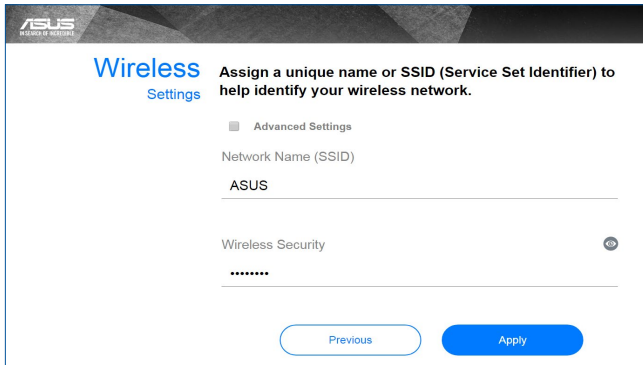 ASUS
IN SEARCH OF INCREDIBLE
Wireless
Settings
Assign a unique name or SSID (Service Set Identifier) to
help identify your wireless network.
Advanced Settings
Network Name (SSID)
ASUS
Wireless Security
••••••••
Previous
Apply